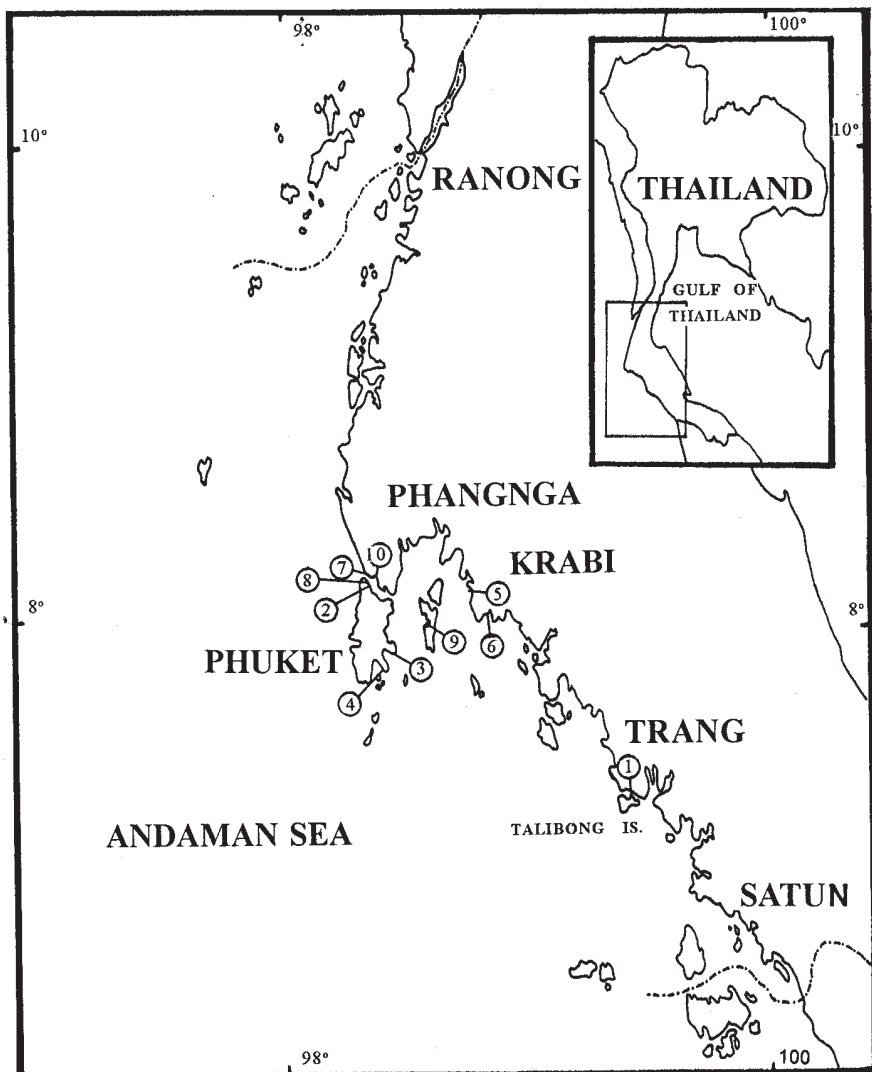 98°
100°
10°
10°
RANONG
THAILAND
GULF OF
THAILAND
PHANGNGA
KRABI
7
10
8
2
5
8°
8°
6
9
PHUKET
3
4
TRANG
1
TALIBONG IS.
ANDAMAN SEA
SATUN
98°
100